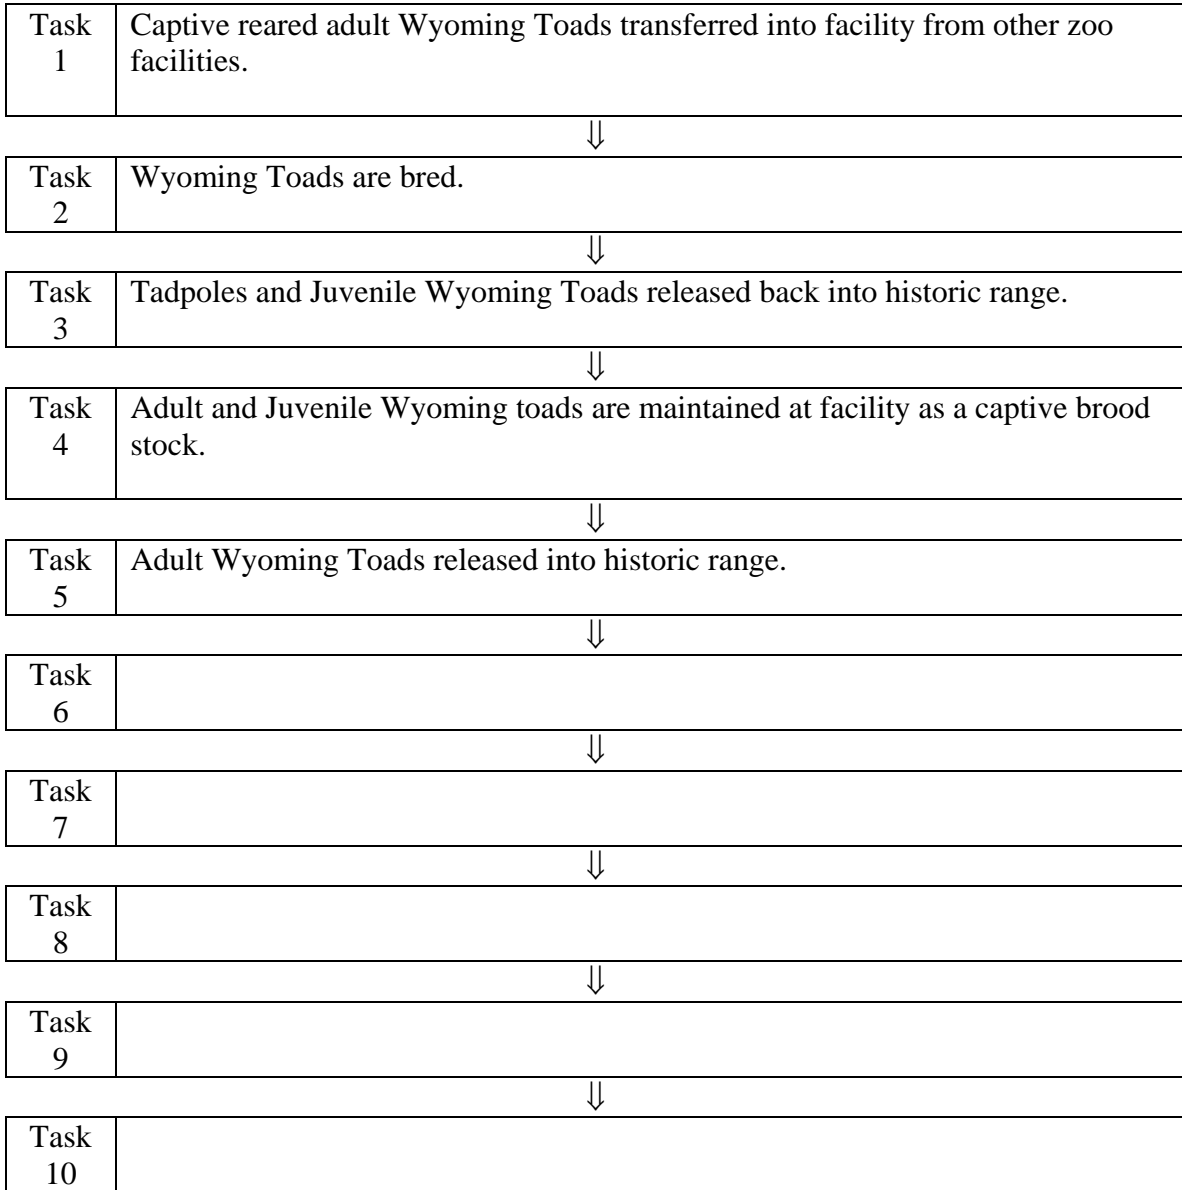 Task Captive reared adult Wyoming Toads transferred into facility from other zoo
1 facilities.
⇓
Task Wyoming Toads are bred.
2
⇓
Task Tadpoles and Juvenile Wyoming Toads released back into historic range.
3
⇓
Task Adult and Juvenile Wyoming toads are maintained at facility as a captive brood
4 stock.
⇓
Task Adult Wyoming Toads released into historic range.
5
⇓
Task
6
⇓
Task
7
⇓
Task
8
⇓
Task
9
⇓
Task
10